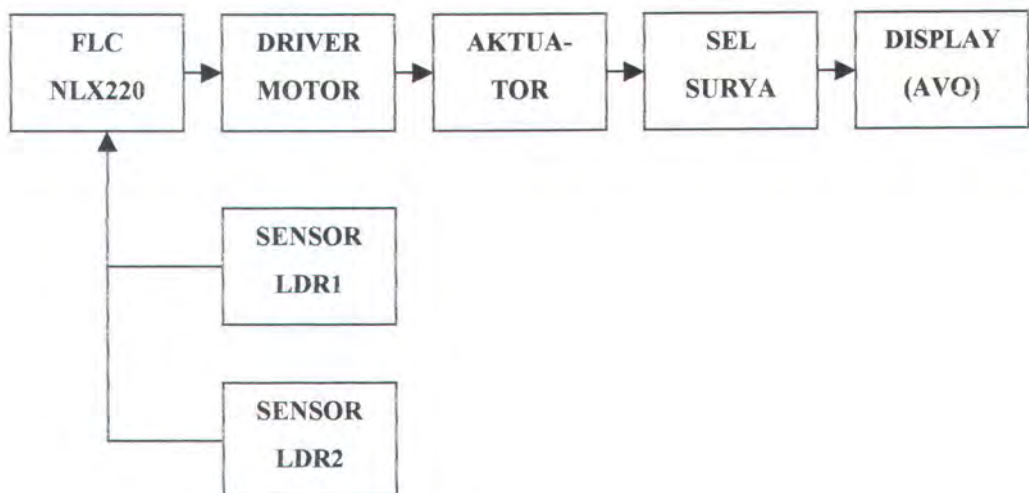 FLC
NLX220
DRIVER
MOTOR
AKTUA-
TOR
SEL
SURYA
DISPLAY
(AVO)
SENSOR
LDR1
SENSOR
LDR2